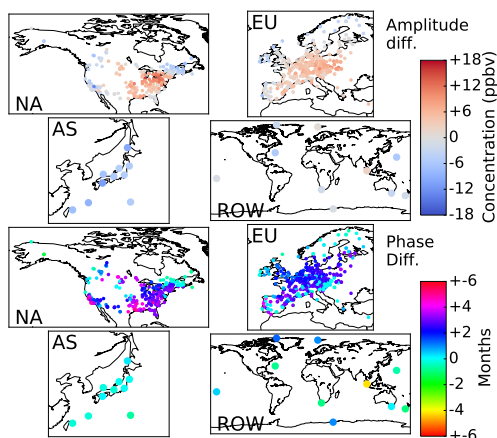 EU
Amplitude
diff.
NA
+18
+12
+6
0
-6
-12
-18
Concentration (ppbv)
AS
ROW
EU
Phase
Diff.
NA
+-6
+4
+2
0
-2
-4
+-6
Months
AS
ROW